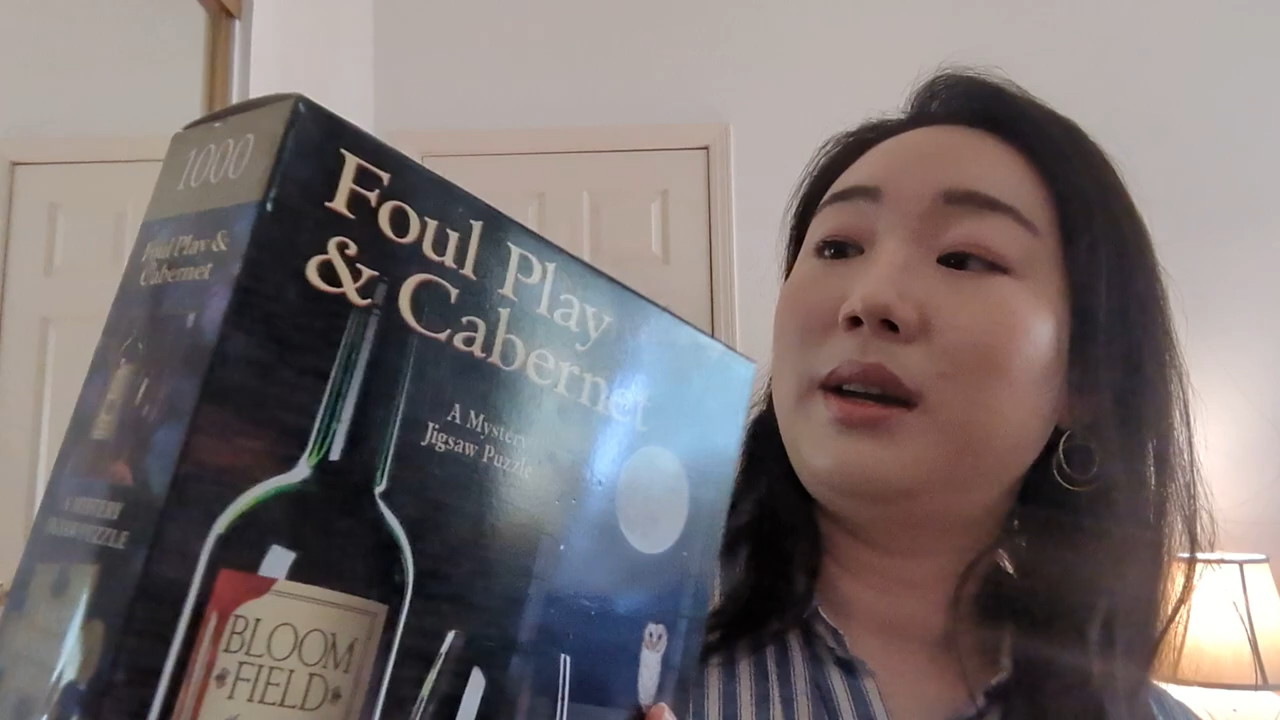 1000
Foul Play &
Cabernet
A MYSTERY
JIGSAW PUZZLE
Foul Play
& Cabernet
A Mystery
Jigsaw Puzzle
BLOOM
FIELD